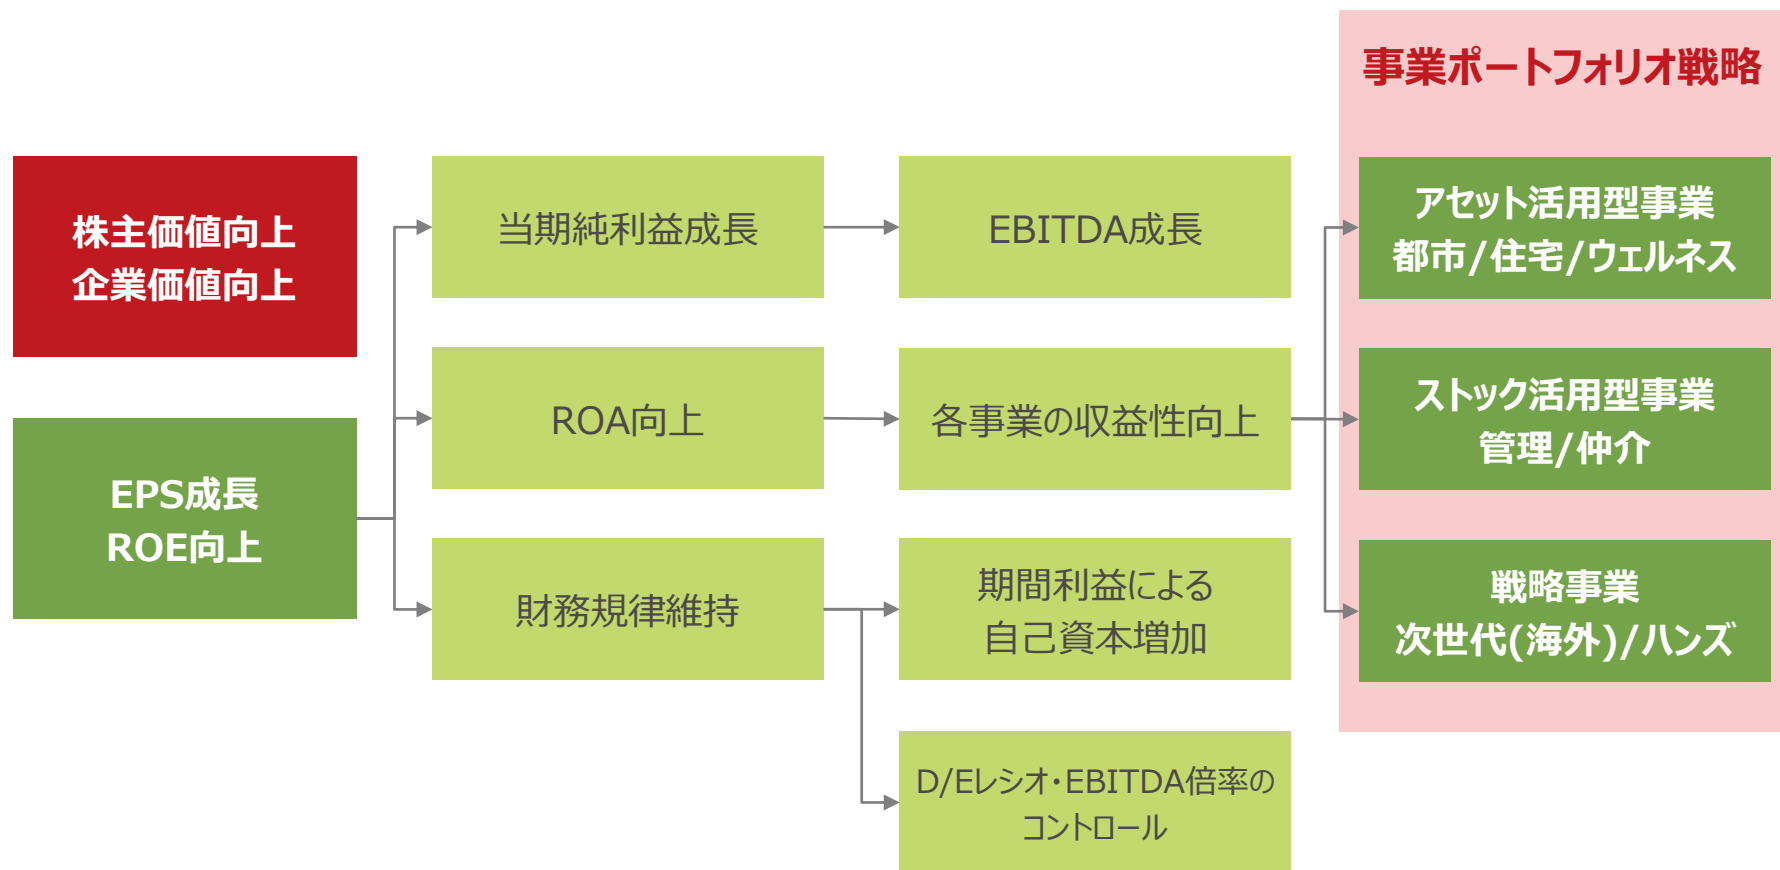 事業ポートフォリオ戦略
株主価値向上
企業価値向上
EPS成長
ROE向上
当期純利益成長
ROA向上
財務規律維持
EBITDA成長
各事業の収益性向上
期間利益による
自己資本増加
D/Eレシオ・EBITDA倍率の
コントロール
アセット活用型事業
都市/住宅/ウェルネス
ストック活用型事業
管理/仲介
戦略事業
次世代(海外)/ハンズ